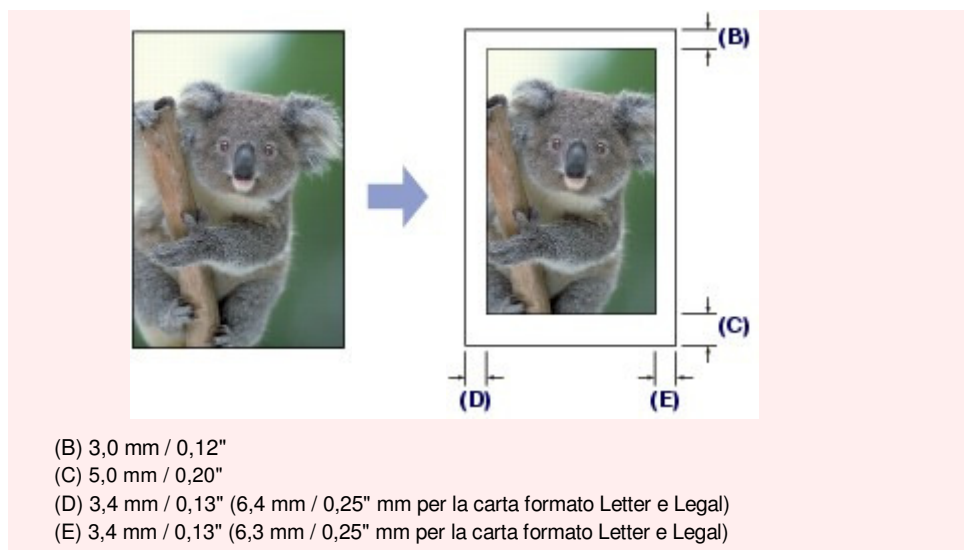 (B)
(C)
(D) (E)
(B) 3,0 mm / 0,12"
(C) 5,0 mm / 0,20"
(D) 3,4 mm / 0,13" (6,4 mm / 0,25" mm per la carta formato Letter e Legal)
(E) 3,4 mm / 0,13" (6,3 mm / 0,25" mm per la carta formato Letter e Legal)